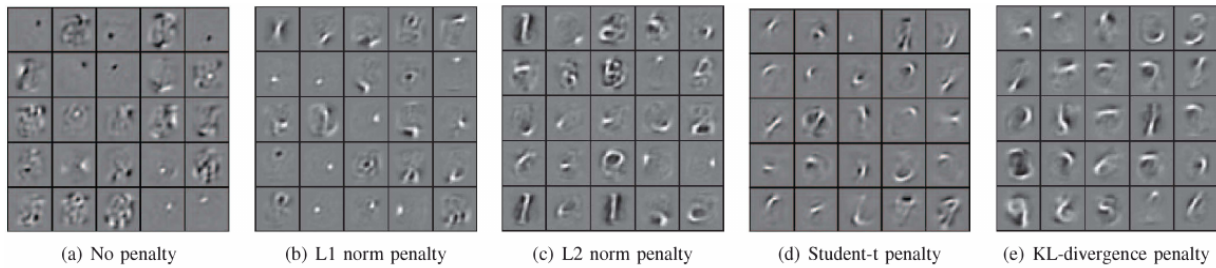 (a) No penalty
(b) L1 norm penalty
(c) L2 norm penalty
(d) Student-t penalty
(e) KL-divergence penalty